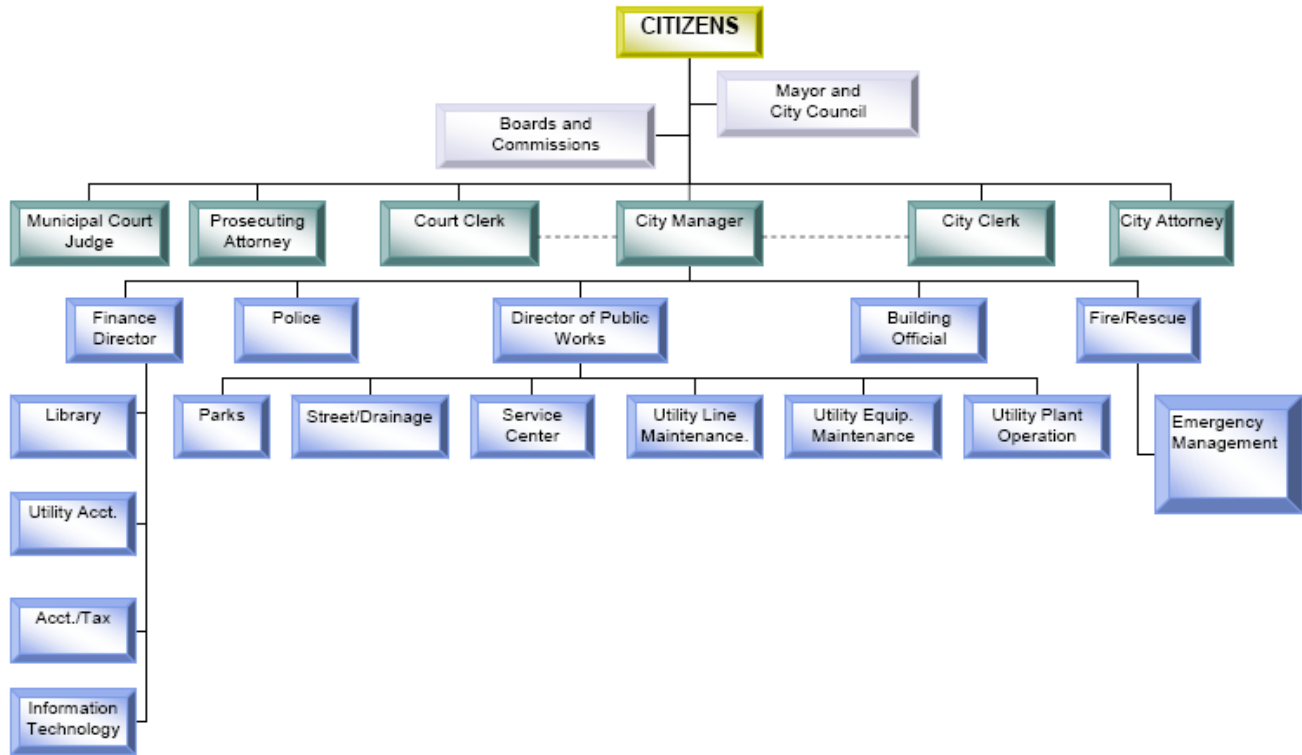 CITIZENS
Mayor and
City Council
Boards and
Commissions
Municipal Court
Judge
Prosecuting
Attorney
Court Clerk
City Manager
City Clerk
City Attorney
Finance
Director
Police
Director of Public
Works
Building
Official
Fire/Rescue
Library
Parks
Street/Drainage
Service
Center
Utility Line
Maintenance.
Utility Equip.
Maintenance
Utility Plant
Operation
Emergency
Management
Utility Acct.
Acct./Tax
Information
Technology